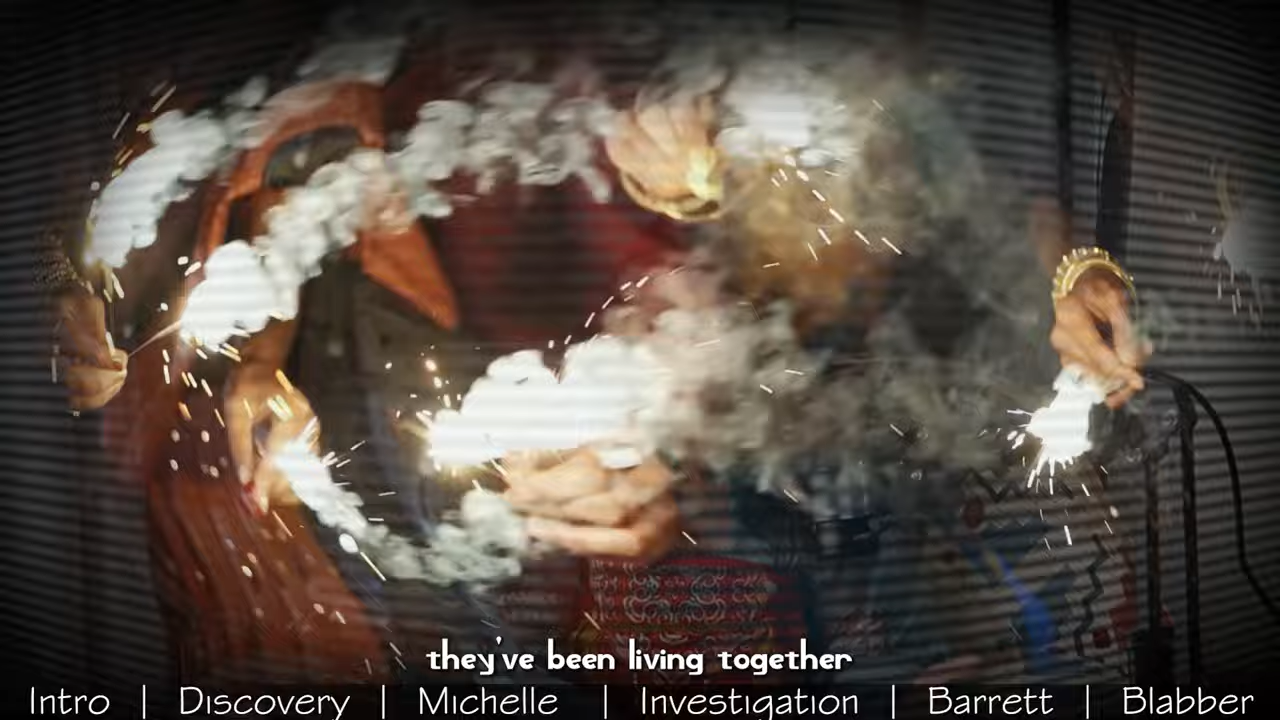 they've been living together
Intro | Discovery | Michelle | Investigation | Barrett | Blabber